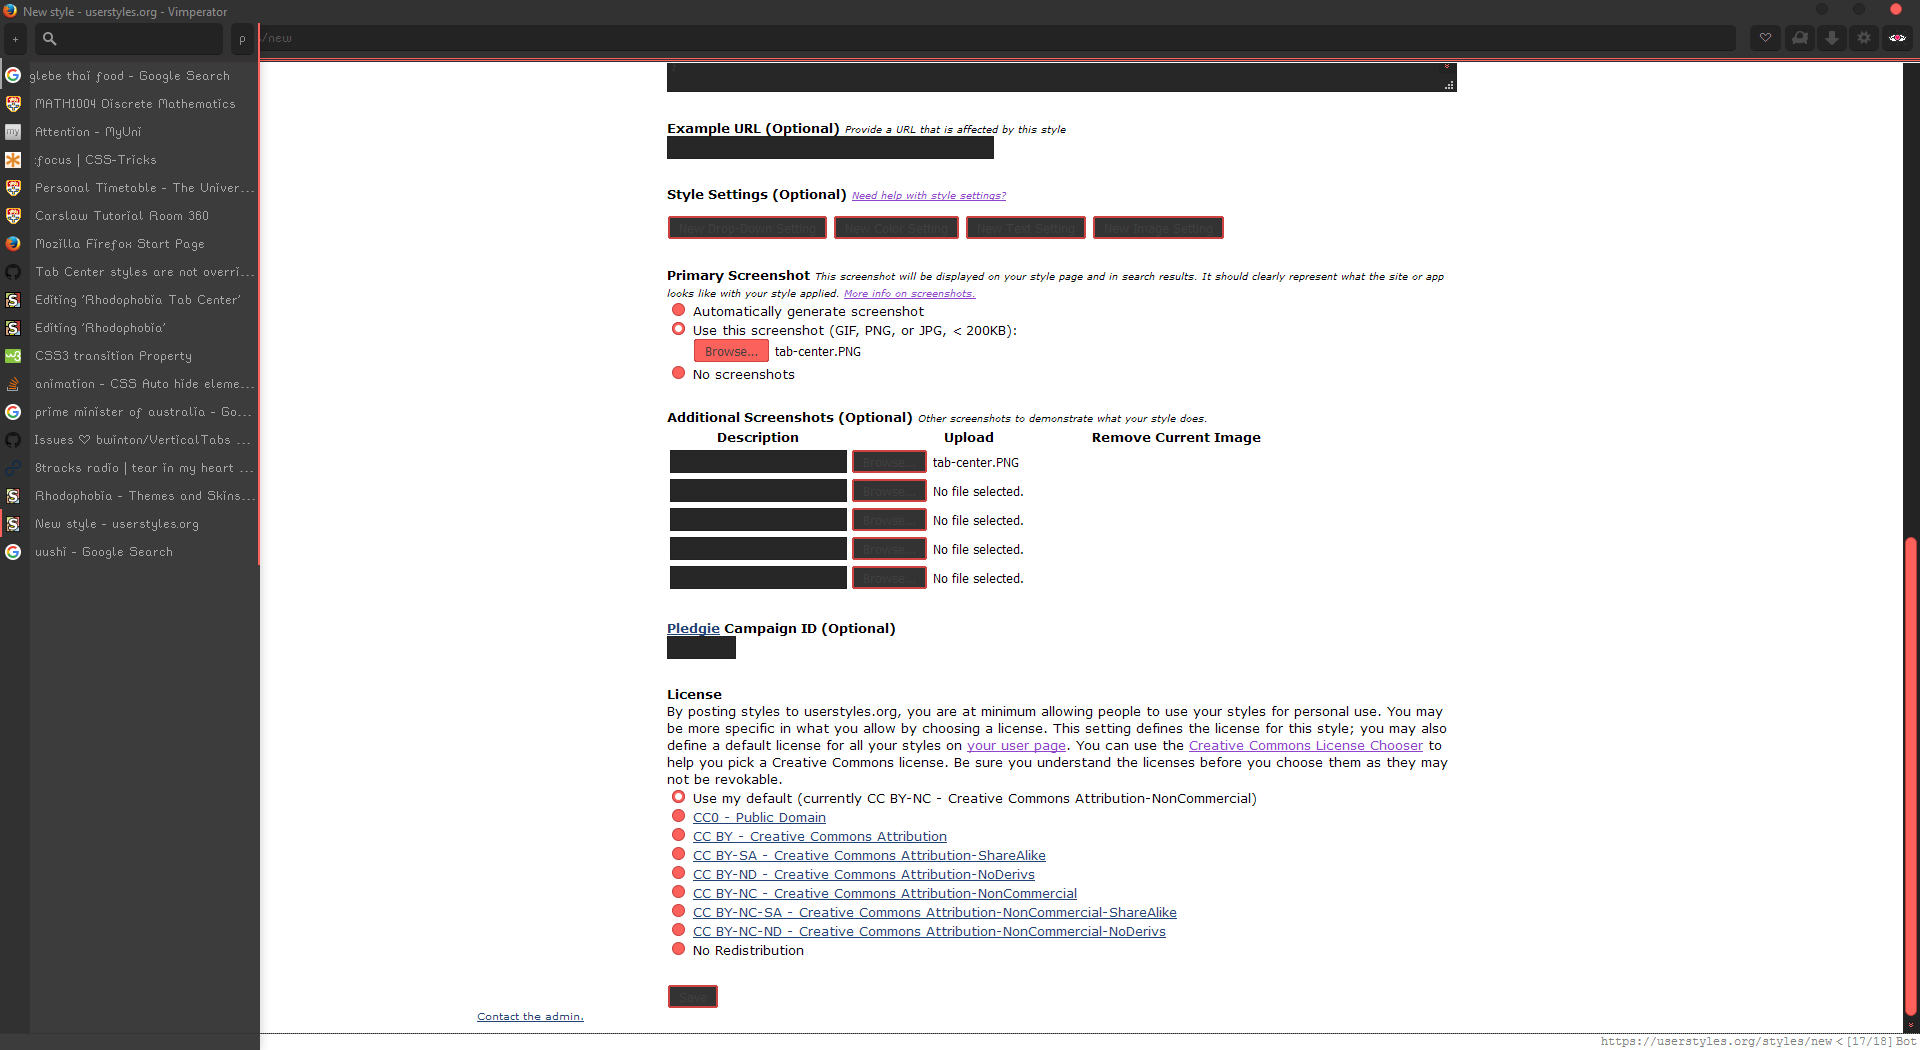 New style - userstyles.org - Vimperator
+
ρ
/new
glebe thai food - Google Search
MATH1004 Discrete Mathematics
Attention - MyUni
:focus | CSS-Tricks
Personal Timetable - The Univer...
Carslaw Tutorial Room 360
Mozilla Firefox Start Page
Tab Center styles are not overri...
Editing 'Rhodophobia Tab Center'
Editing 'Rhodophobia'
CSS3 transition Property
animation - CSS Auto hide eleme...
prime minister of australia - Go...
Issues ♡ bwinton/VerticalTabs ...
8tracks radio | tear in my heart ...
Rhodophobia - Themes and Skins...
New style - userstyles.org
uushi - Google Search
Example URL (Optional) Provide a URL that is affected by this style
Style Settings (Optional) Need help with style settings?
New Drop-Down Setting New Color Setting New Text Setting New Image Setting
Primary Screenshot This screenshot will be displayed on your style page and in search results. It should clearly represent what the site or app
looks like with your style applied. More info on screenshots.
Automatically generate screenshot
Use this screenshot (GIF, PNG, or JPG, < 200KB):
Browse... tab-center.PNG
No screenshots
Additional Screenshots (Optional) Other screenshots to demonstrate what your style does.
Description Upload Remove Current Image
Browse... tab-center.PNG
Browse... No file selected.
Browse... No file selected.
Browse... No file selected.
Browse... No file selected.
Pledgie Campaign ID (Optional)
License
By posting styles to userstyles.org, you are at minimum allowing people to use your styles for personal use. You may
be more specific in what you allow by choosing a license. This setting defines the license for this style; you may also
define a default license for all your styles on your user page. You can use the Creative Commons License Chooser to
help you pick a Creative Commons license. Be sure you understand the licenses before you choose them as they may
not be revokable.
Use my default (currently CC BY-NC - Creative Commons Attribution-NonCommercial)
CC0 - Public Domain
CC BY - Creative Commons Attribution
CC BY-SA - Creative Commons Attribution-ShareAlike
CC BY-ND - Creative Commons Attribution-NoDerivs
CC BY-NC - Creative Commons Attribution-NonCommercial
CC BY-NC-SA - Creative Commons Attribution-NonCommercial-ShareAlike
CC BY-NC-ND - Creative Commons Attribution-NonCommercial-NoDerivs
No Redistribution
Save
Contact the admin.
https://userstyles.org/styles/new < [17/18] Bot